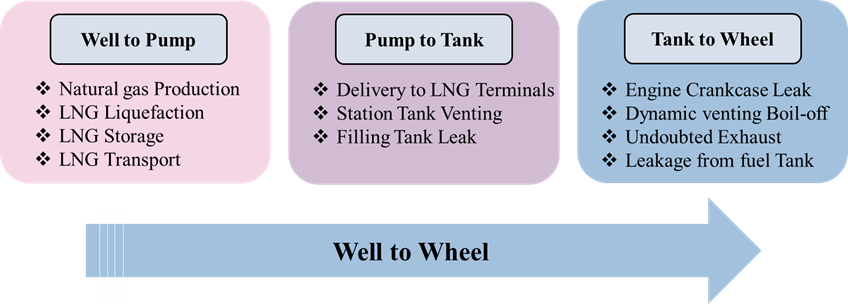 Well to Pump
❖ Natural gas Production
❖ LNG Liquefaction
❖ LNG Storage
❖ LNG Transport
Pump to Tank
❖ Delivery to LNG Terminals
❖ Station Tank Venting
❖ Filling Tank Leak
Tank to Wheel
❖ Engine Crankcase Leak
❖ Dynamic venting Boil-off
❖ Undoubted Exhaust
❖ Leakage from fuel Tank
Well to Wheel